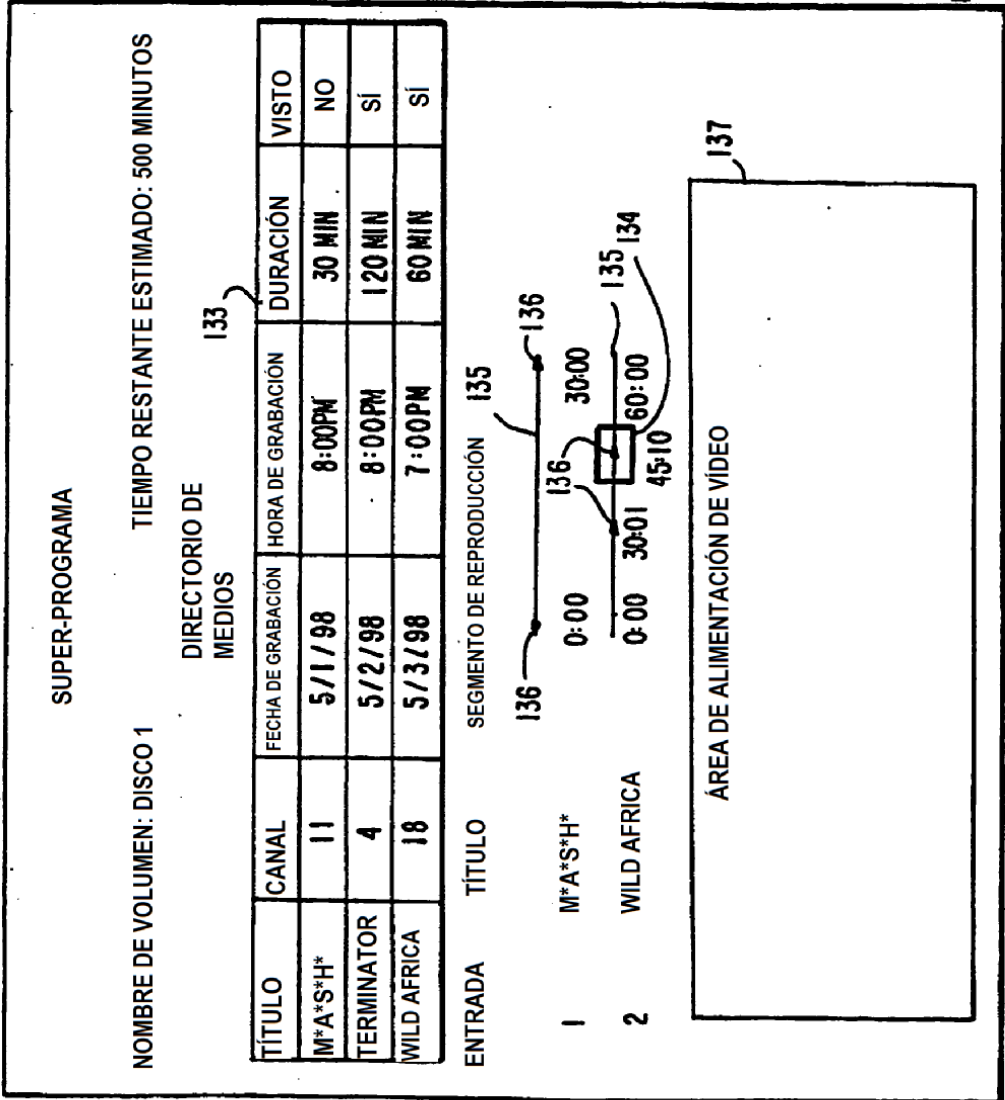 SUPER-PROGRAMA
NOMBRE DE VOLUMEN: DISCO 1 TIEMPO RESTANTE ESTIMADO: 500 MINUTOS
DIRECTORIO DE
MEDIOS
133
TÍTULO CANAL FECHA DE GRABACIÓN HORA DE GRABACIÓN DURACIÓN VISTO
M*A*S*H* 11 5/1/98 8:00PM 30 MIN NO
TERMINATOR 4 5/2/98 8:00PM 120 MIN SÍ
WILD AFRICA 18 5/3/98 7:00PM 60 MIN SÍ
ENTRADA TÍTULO SEGMENTO DE REPRODUCCIÓN 135
136 136
1 M*A*S*H* 0:00 30:00
136 135 134
2 WILD AFRICA 0:00 30:01 60:00
45:10
137
ÁREA DE ALIMENTACIÓN DE VÍDEO